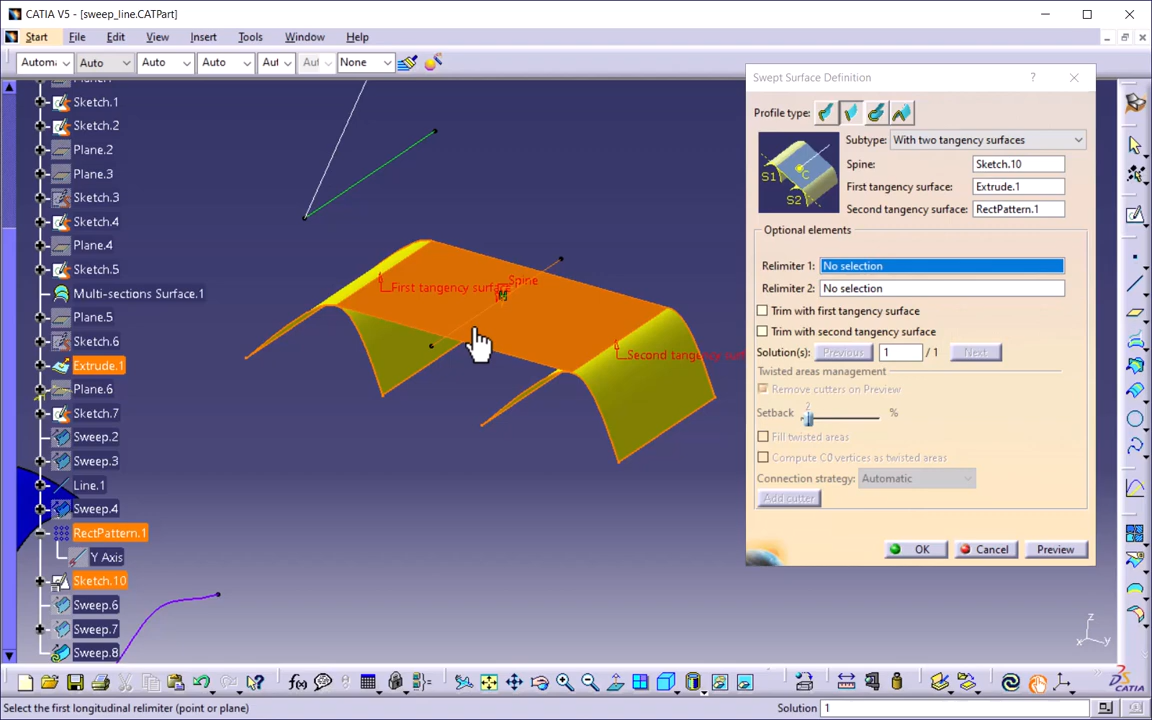 CATIA V5 - [sweep_line.CATPart]
Start File Edit View Insert Tools Window Help
Autom Auto Auto Auto Aut Aut None
Sketch.1
Sketch.2
Plane.2
Plane.3
Sketch.3
Sketch.4
Plane.4
Sketch.5
Multi-sections Surface.1
Plane.5
Sketch.6
Extrude.1
Plane.6
Sketch.7
Sweep.2
Sweep.3
Line.1
Sweep.4
RectPattern.1
Y Axis
Sketch.10
Sweep.6
Sweep.7
Sweep.8
First tangency surface
Spine
Second tangency surf
Swept Surface Definition
Profile type:
Subtype: With two tangency surfaces
S1 C S2
Spine: Sketch.10
First tangency surface: Extrude.1
Second tangency surface: RectPattern.1
Optional elements
Relimiter 1: No selection
Relimiter 2: No selection
Trim with first tangency surface
Trim with second tangency surface
Solution(s): Previous 1 / 1 Next
Twisted areas management
Remove cutters on Preview
2
Setback %
Fill twisted areas
Compute C0 vertices as twisted areas
Connection strategy: Automatic
Add cutter
OK Cancel Preview
z
x y
f(x)
CATIA
Select the first longitudinal relimiter (point or plane)
Solution 1